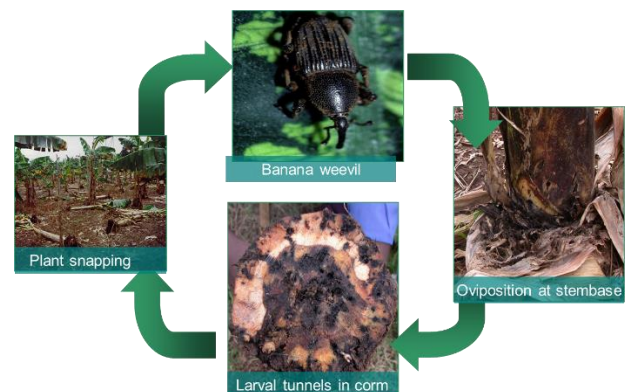 Banana weevil
Oviposition at stembase
Larval tunnels in corm
Plant snapping